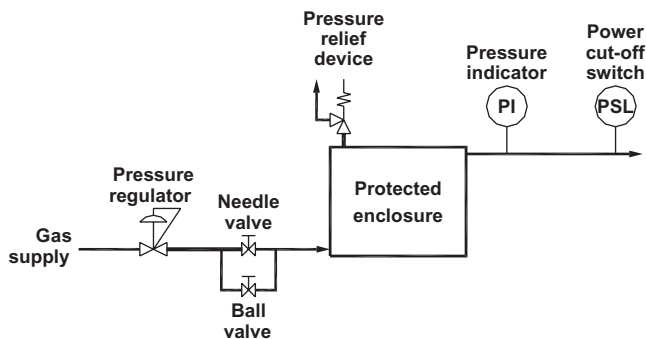 Pressure
relief
device
Pressure
indicator
Power
cut-off
switch
PI
PSL
Protected
enclosure
Pressure
regulator
Needle
valve
Gas
supply
Ball
valve